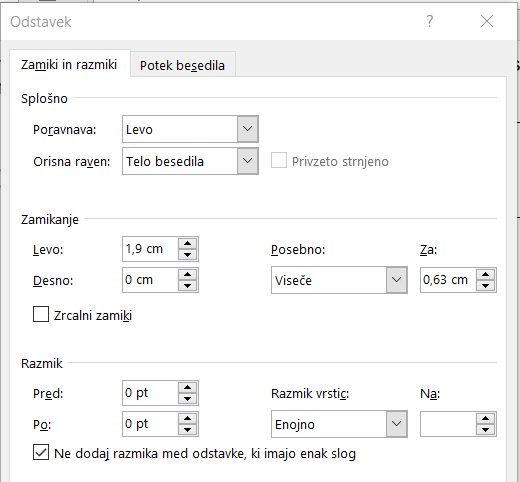 Odstavek
Zamiki in razmiki Potek besedila
Splošno
Poravnava: Levo
Orisna raven: Telo besedila Privzeto strnjeno
Zamikanje
Levo: 1,9 cm Posebno: Za:
Desno: 0 cm Viseče 0,63 cm
Zrcalni zamiki
Razmik
Pred: 0 pt Razmik vrstic: Na:
Po: 0 pt Enojno
Ne dodaj razmika med odstavke, ki imajo enak slog